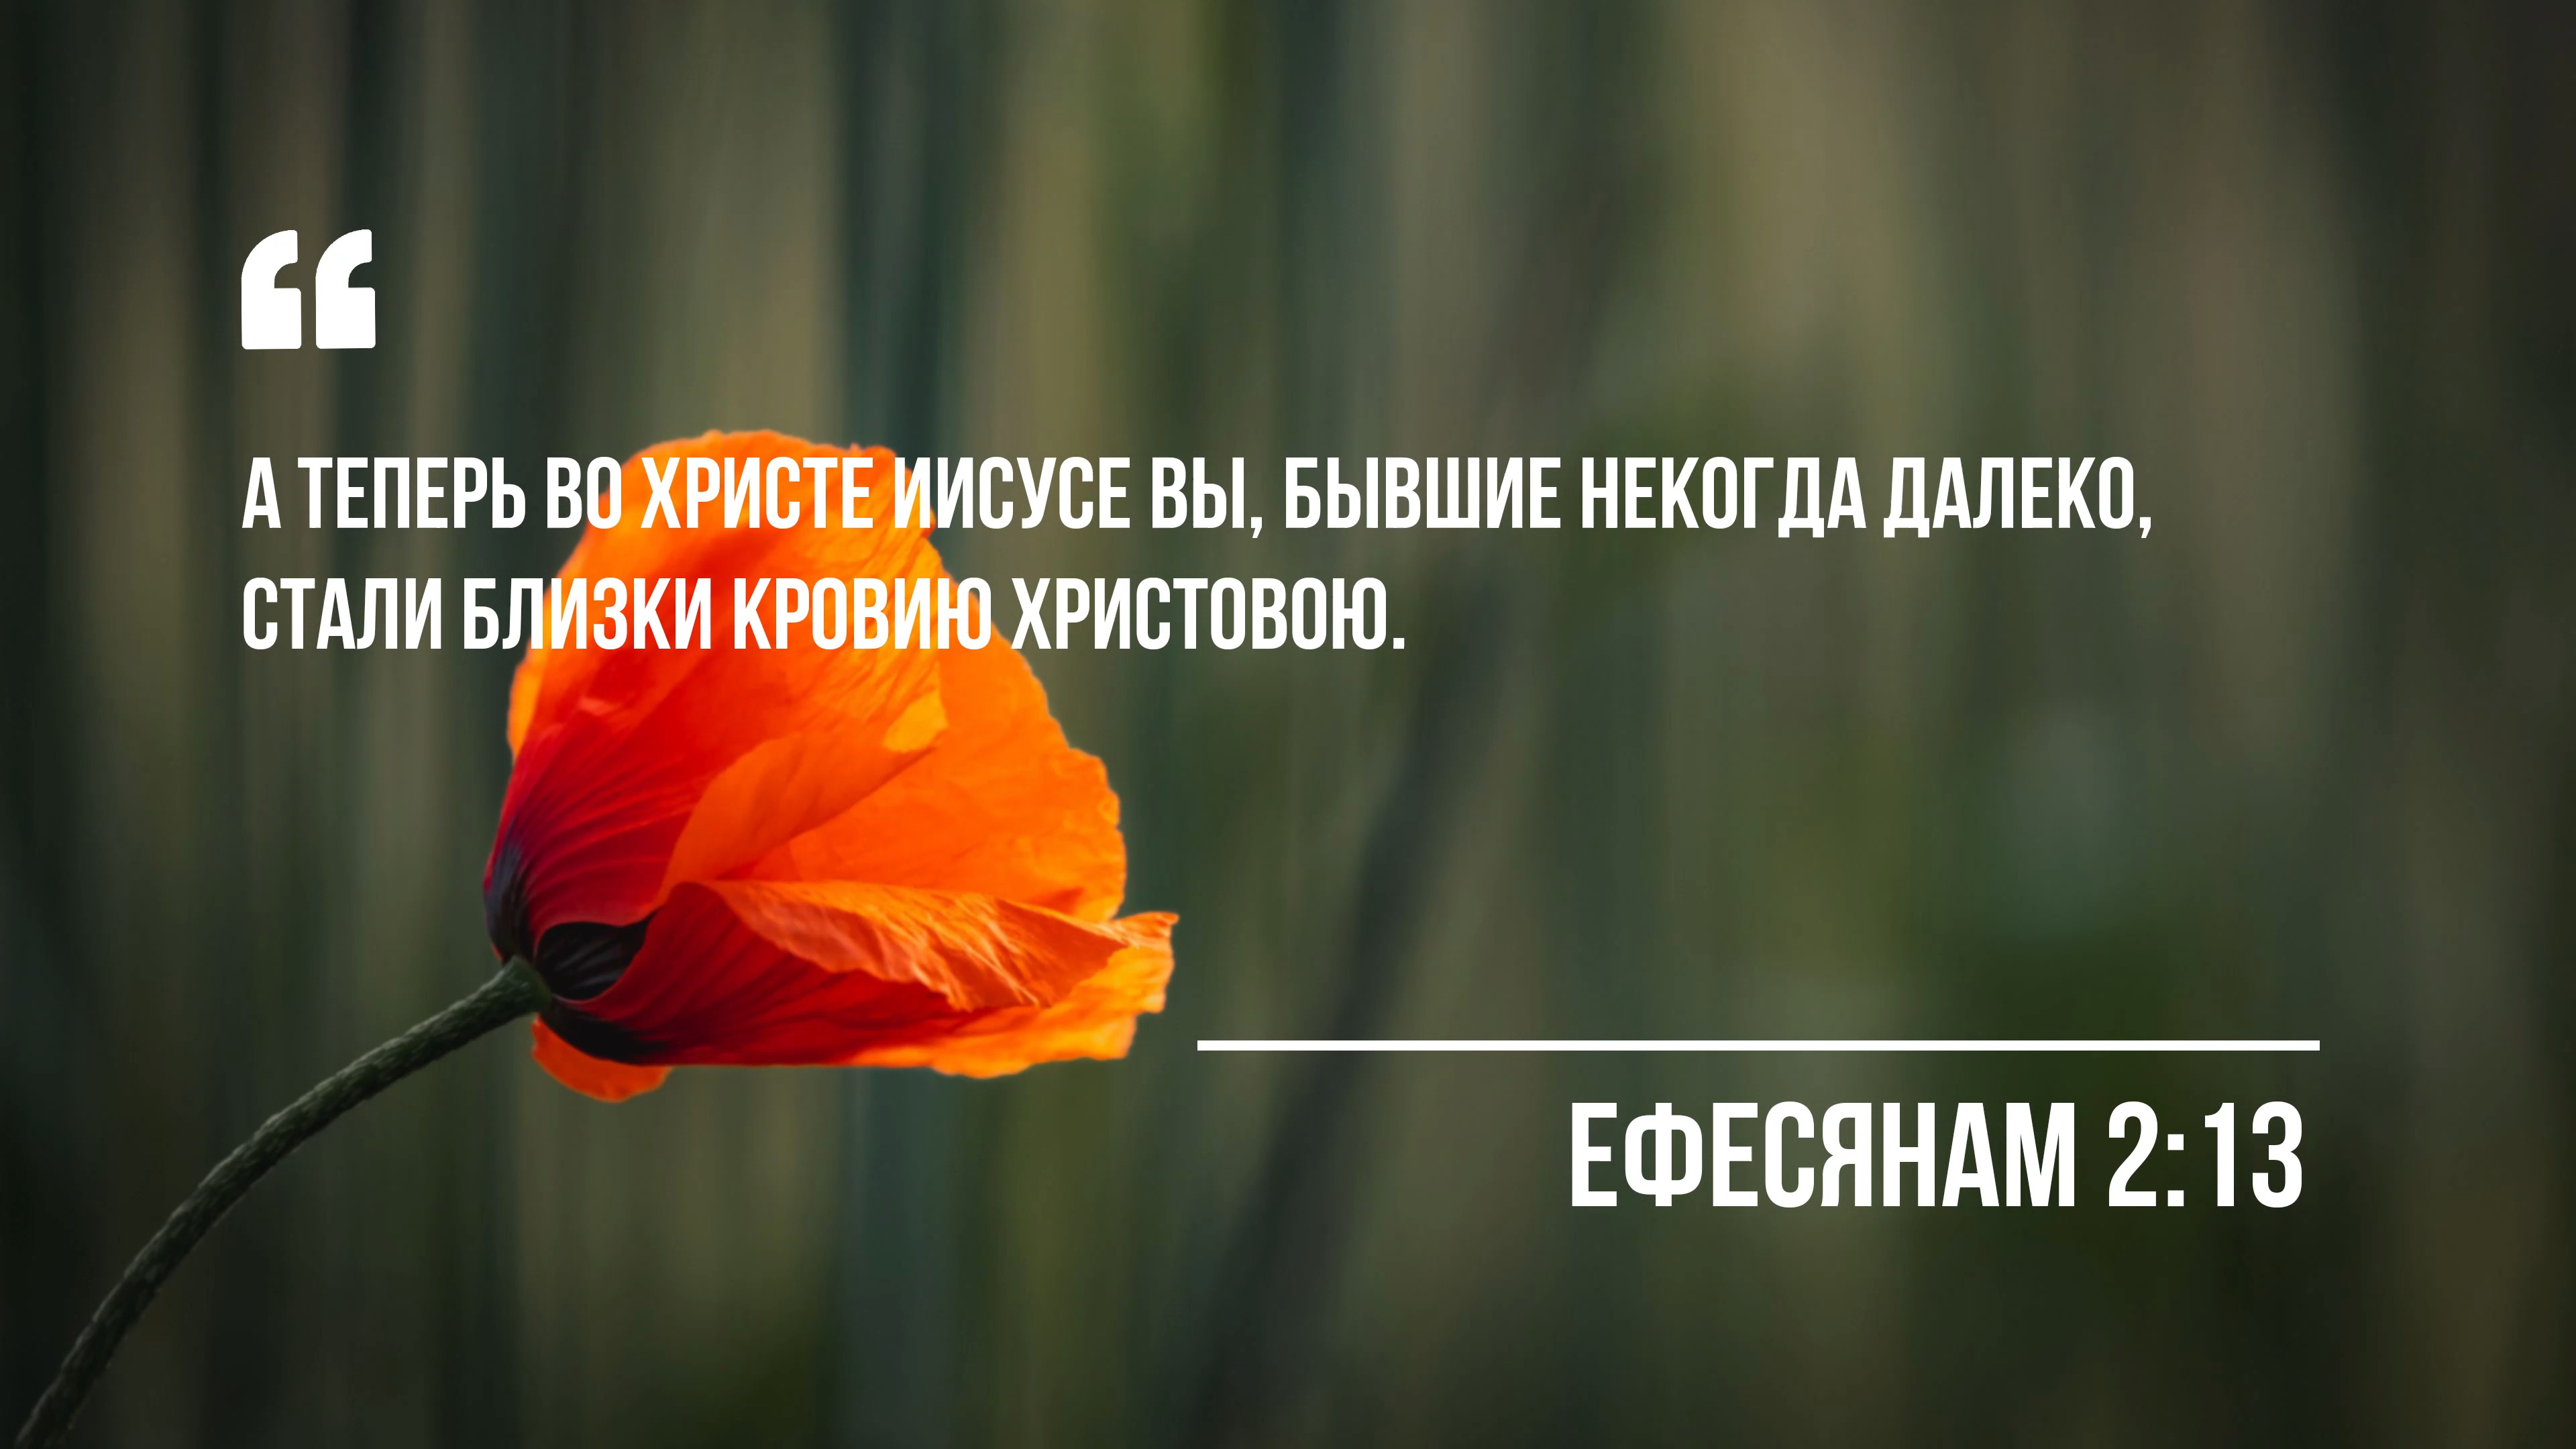 “
А ТЕПЕРЬ ВО ХРИСТЕ ИИСУСЕ ВЫ, БЫВШИЕ НЕКОГДА ДАЛЕКО,
СТАЛИ БЛИЗКИ КРОВИЮ ХРИСТОВОЮ.
ЕФЕСЯНАМ 2:13